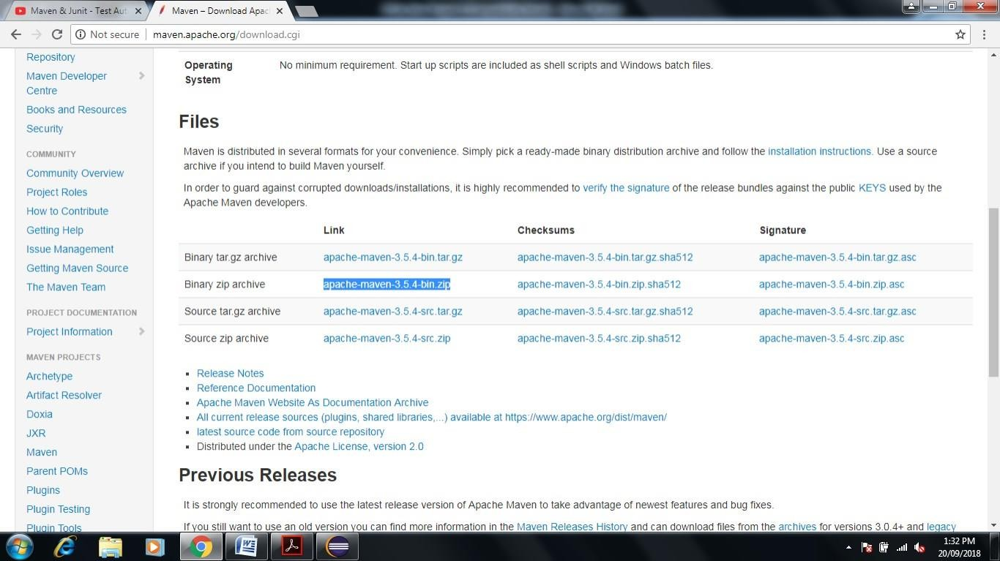 Maven & Junit - Test Aut
Maven – Download Apac
Not secure
maven.apache.org/download.cgi
Repository
Maven Developer
Centre
Books and Resources
Security
COMMUNITY
Community Overview
Project Roles
How to Contribute
Getting Help
Issue Management
Getting Maven Source
The Maven Team
PROJECT DOCUMENTATION
Project Information
MAVEN PROJECTS
Archetype
Artifact Resolver
Doxia
JXR
Maven
Parent POMs
Plugins
Plugin Testing
Plugin Tools
Operating
System
No minimum requirement. Start up scripts are included as shell scripts and Windows batch files.
Files
Maven is distributed in several formats for your convenience. Simply pick a ready-made binary distribution archive and follow the installation instructions. Use a source
archive if you intend to build Maven yourself.
In order to guard against corrupted downloads/installations, it is highly recommended to verify the signature of the release bundles against the public KEYS used by the
Apache Maven developers.
Link Checksums Signature
Binary tar.gz archive apache-maven-3.5.4-bin.tar.gz apache-maven-3.5.4-bin.tar.gz.sha512 apache-maven-3.5.4-bin.tar.gz.asc
Binary zip archive apache-maven-3.5.4-bin.zip apache-maven-3.5.4-bin.zip.sha512 apache-maven-3.5.4-bin.zip.asc
Source tar.gz archive apache-maven-3.5.4-src.tar.gz apache-maven-3.5.4-src.tar.gz.sha512 apache-maven-3.5.4-src.tar.gz.asc
Source zip archive apache-maven-3.5.4-src.zip apache-maven-3.5.4-src.zip.sha512 apache-maven-3.5.4-src.zip.asc
Release Notes
Reference Documentation
Apache Maven Website As Documentation Archive
All current release sources (plugins, shared libraries,...) available at https://www.apache.org/dist/maven/
latest source code from source repository
Distributed under the Apache License, version 2.0
Previous Releases
It is strongly recommended to use the latest release version of Apache Maven to take advantage of newest features and bug fixes.
If you still want to use an old version you can find more information in the Maven Releases History and can download files from the archives for versions 3.0.4+ and legacy
1:32 PM
20/09/2018